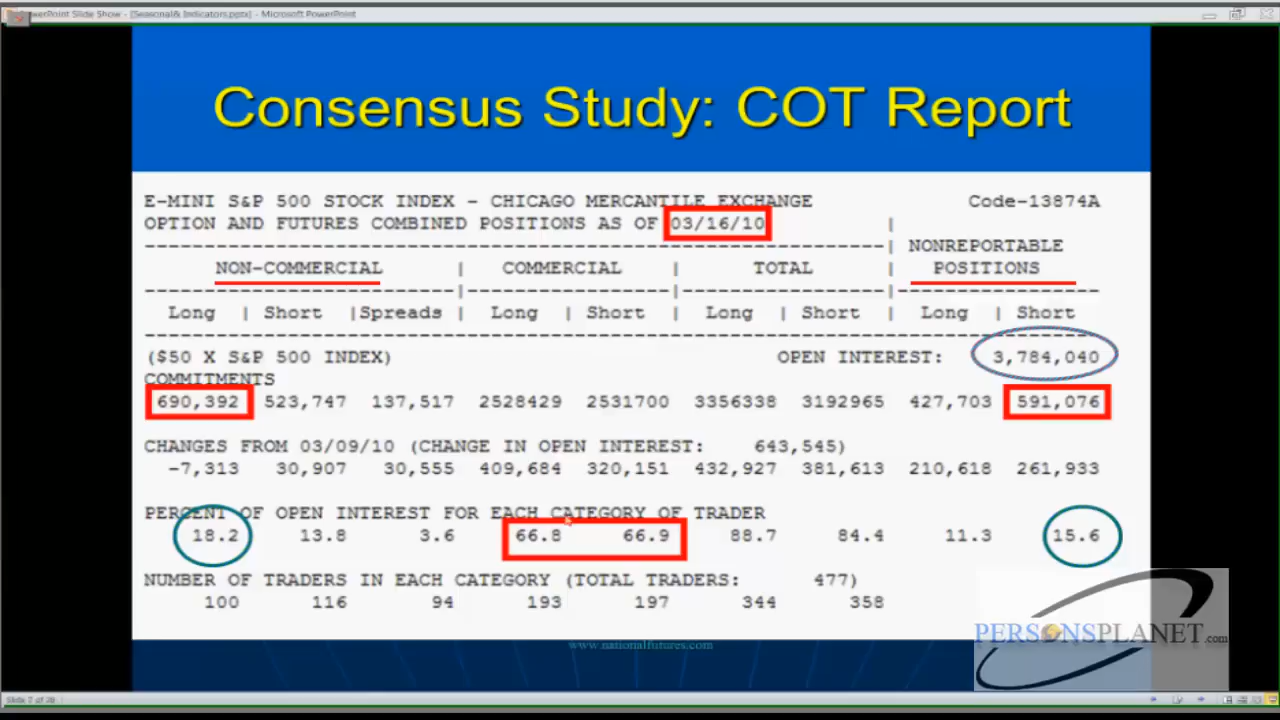 PowerPoint Slide Show - [Seasonal& Indicators.pptx] - Microsoft PowerPoint
Consensus Study: COT Report
E-MINI S&P 500 STOCK INDEX - CHICAGO MERCANTILE EXCHANGE Code-13874A
OPTION AND FUTURES COMBINED POSITIONS AS OF 03/16/10 |
--------------------------------------------------------------| NONREPORTABLE
NON-COMMERCIAL | COMMERCIAL | TOTAL | POSITIONS
--------------------------|------------------|------------------|-----------------
Long | Short |Spreads | Long | Short | Long | Short | Long | Short
--------------------------------------------------------------------------------
($50 X S&P 500 INDEX) OPEN INTEREST: 3,784,040
COMMITMENTS
690,392 523,747 137,517 2528429 2531700 3356338 3192965 427,703 591,076
CHANGES FROM 03/09/10 (CHANGE IN OPEN INTEREST: 643,545)
-7,313 30,907 30,555 409,684 320,151 432,927 381,613 210,618 261,933
PERCENT OF OPEN INTEREST FOR EACH CATEGORY OF TRADER
18.2 13.8 3.6 66.8 66.9 88.7 84.4 11.3 15.6
NUMBER OF TRADERS IN EACH CATEGORY (TOTAL TRADERS: 477)
100 116 94 193 197 344 358
PERSONSPLANET.com
www.nationalfutures.com
Slide 7 of 28